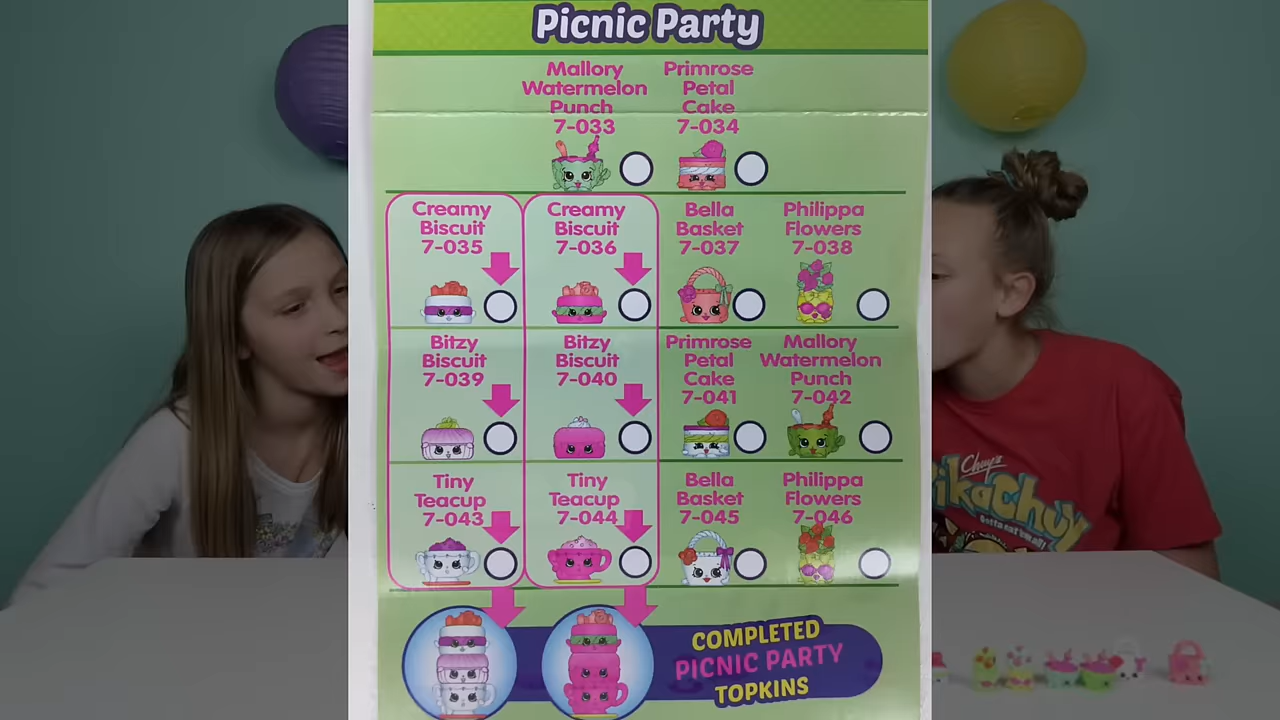 Picnic Party
Mallory
Watermelon
Punch
7-033
Primrose
Petal
Cake
7-034
Creamy
Biscuit
7-035
Creamy
Biscuit
7-036
Bella
Basket
7-037
Philippa
Flowers
7-038
Bitzy
Biscuit
7-039
Bitzy
Biscuit
7-040
Primrose
Petal
Cake
7-041
Mallory
Watermelon
Punch
7-042
Tiny
Teacup
7-043
Tiny
Teacup
7-044
Bella
Basket
7-045
Philippa
Flowers
7-046
COMPLETED
PICNIC PARTY
TOPKINS
Chuy's